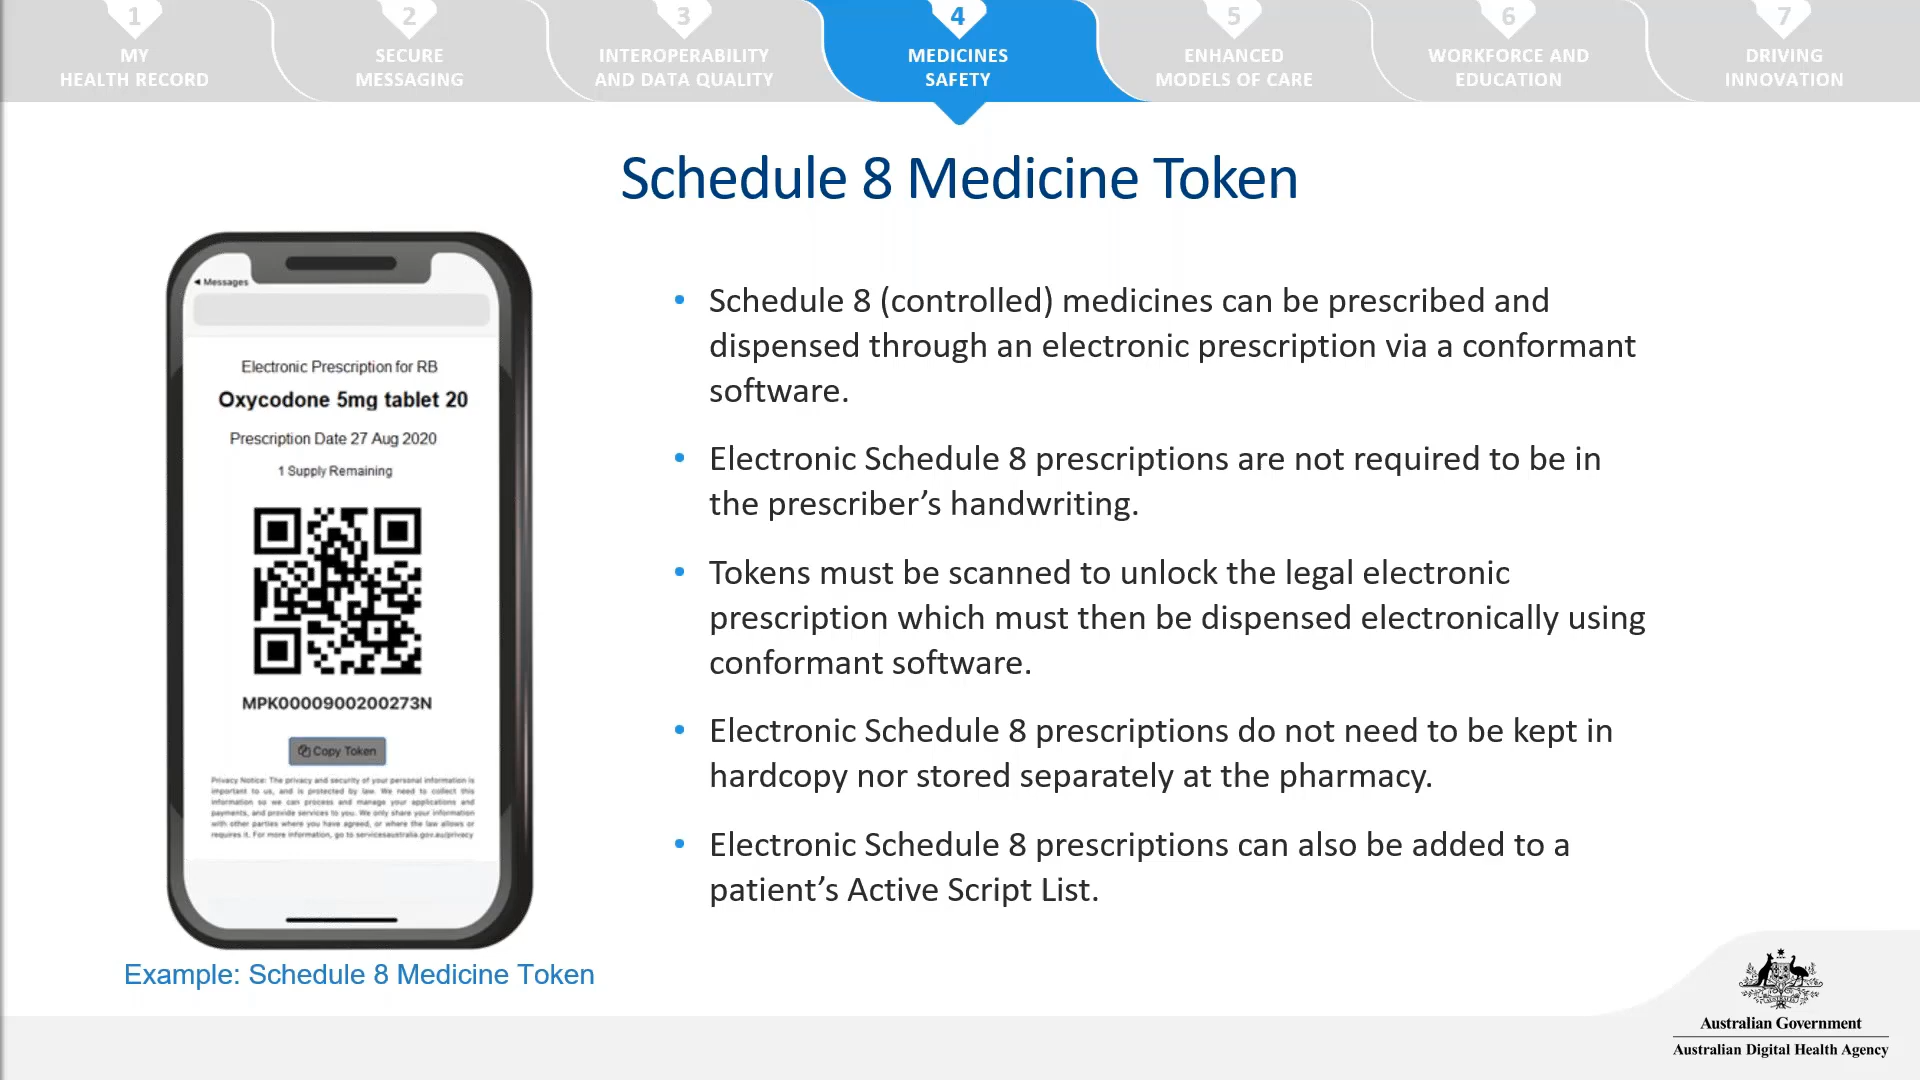 1
MY
HEALTH RECORD
2
SECURE
MESSAGING
3
INTEROPERABILITY
AND DATA QUALITY
4
MEDICINES
SAFETY
5
ENHANCED
MODELS OF CARE
6
WORKFORCE AND
EDUCATION
7
DRIVING
INNOVATION
Schedule 8 Medicine Token
Messages
Electronic Prescription for RB
Oxycodone 5mg tablet 20
Prescription Date 27 Aug 2020
1 Supply Remaining
MPK0000900200273N
Copy Token
Privacy Notice: The privacy and security of your personal information is
important to us, and is protected by law. We need to collect this
information so we can process and manage your applications and
payments, and provide services to you. We only share your information
with other parties where you have agreed, or where the law allows or
requires it. For more information, go to servicesaustralia.gov.au/privacy
Example: Schedule 8 Medicine Token
• Schedule 8 (controlled) medicines can be prescribed and
dispensed through an electronic prescription via a conformant
software.
• Electronic Schedule 8 prescriptions are not required to be in
the prescriber’s handwriting.
• Tokens must be scanned to unlock the legal electronic
prescription which must then be dispensed electronically using
conformant software.
• Electronic Schedule 8 prescriptions do not need to be kept in
hardcopy nor stored separately at the pharmacy.
• Electronic Schedule 8 prescriptions can also be added to a
patient’s Active Script List.
Australian Government
Australian Digital Health Agency